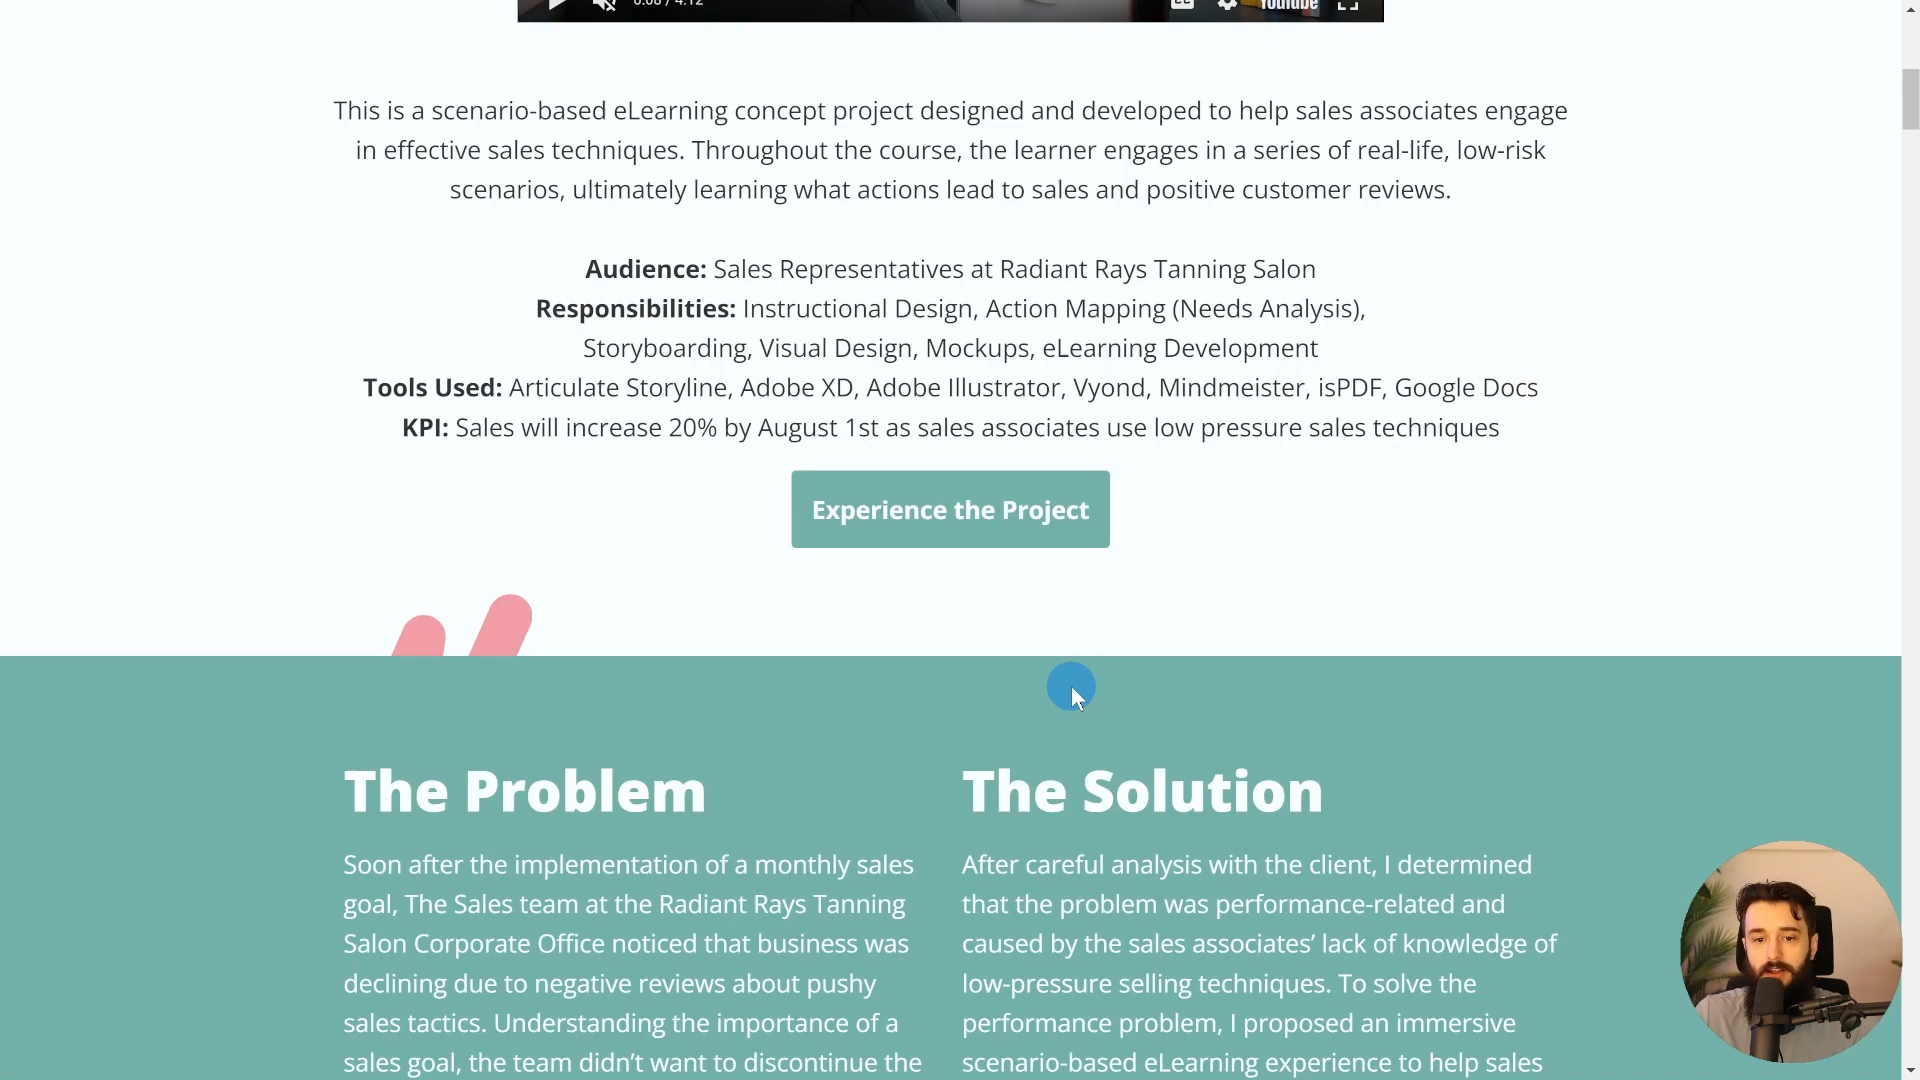 0:08 / 4:12
CC
YouTube
This is a scenario-based eLearning concept project designed and developed to help sales associates engage
in effective sales techniques. Throughout the course, the learner engages in a series of real-life, low-risk
scenarios, ultimately learning what actions lead to sales and positive customer reviews.
Audience: Sales Representatives at Radiant Rays Tanning Salon
Responsibilities: Instructional Design, Action Mapping (Needs Analysis),
Storyboarding, Visual Design, Mockups, eLearning Development
Tools Used: Articulate Storyline, Adobe XD, Adobe Illustrator, Vyond, Mindmeister, isPDF, Google Docs
KPI: Sales will increase 20% by August 1st as sales associates use low pressure sales techniques
Experience the Project
The Problem
Soon after the implementation of a monthly sales
goal, The Sales team at the Radiant Rays Tanning
Salon Corporate Office noticed that business was
declining due to negative reviews about pushy
sales tactics. Understanding the importance of a
sales goal, the team didn’t want to discontinue the
The Solution
After careful analysis with the client, I determined
that the problem was performance-related and
caused by the sales associates’ lack of knowledge of
low-pressure selling techniques. To solve the
performance problem, I proposed an immersive
scenario-based eLearning experience to help sales